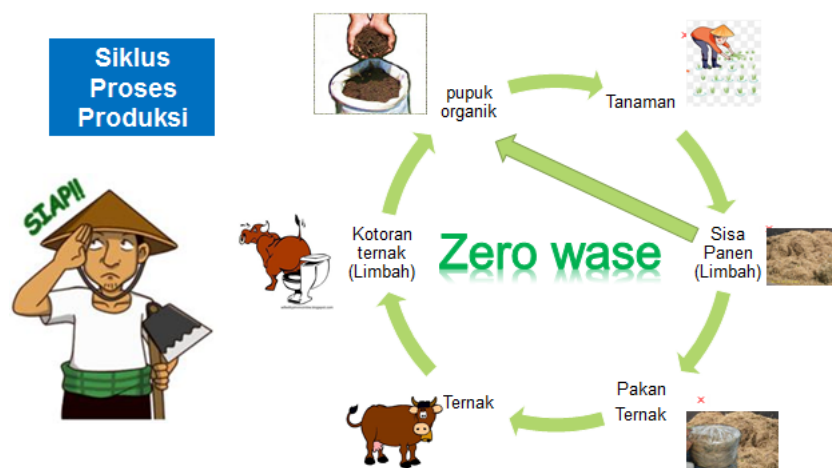 Siklus
Proses
Produksi
pupuk
organik
Tanaman
SIAP!!
Kotoran
ternak
(Limbah)
Zero wase
Sisa
Panen
(Limbah)
Ternak
Pakan
Ternak